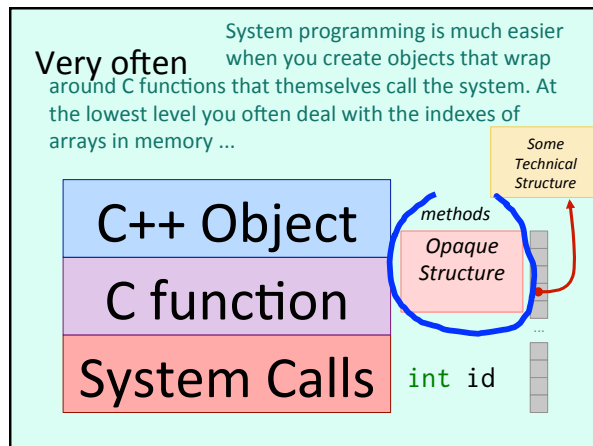 System programming is much easier
Very often when you create objects that wrap
around C functions that themselves call the system. At
the lowest level you often deal with the indexes of
arrays in memory ...
Some
Technical
Structure
C++ Object
methods
Opaque
Structure
C function
...
System Calls
int id